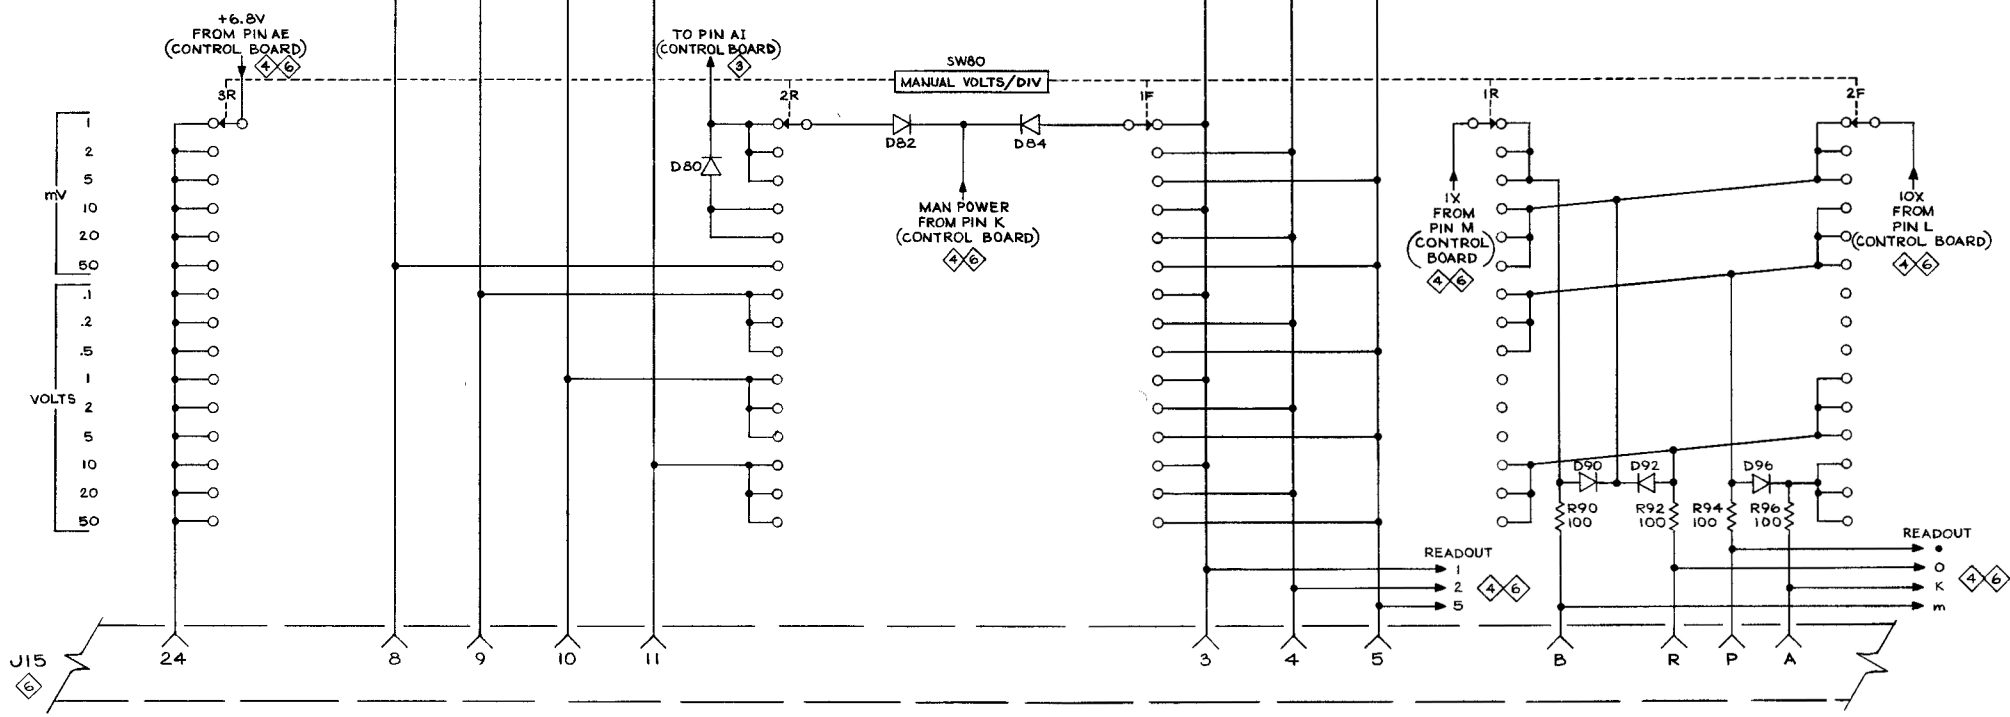 +6.8V
FROM PIN AE
(CONTROL BOARD)
4 6
TO PIN AI
(CONTROL BOARD)
3
SW80
MANUAL VOLTS/DIV
3R
2R
1F
1R
2F
1
2
5
10
20
50
mV
.1
.2
.5
1
2
5
10
20
50
VOLTS
D80
D82
D84
MAN POWER
FROM PIN K
(CONTROL BOARD)
4 6
1X
FROM
PIN M
(CONTROL
BOARD)
4 6
10X
FROM
PIN L
(CONTROL BOARD)
4 6
D90
D92
D96
R90
100
R92
100
R94
100
R96
100
READOUT
1
2
5
4 6
READOUT
•
O
K
m
4 6
J15
6
24
8
9
10
11
3
4
5
B
R
P
A